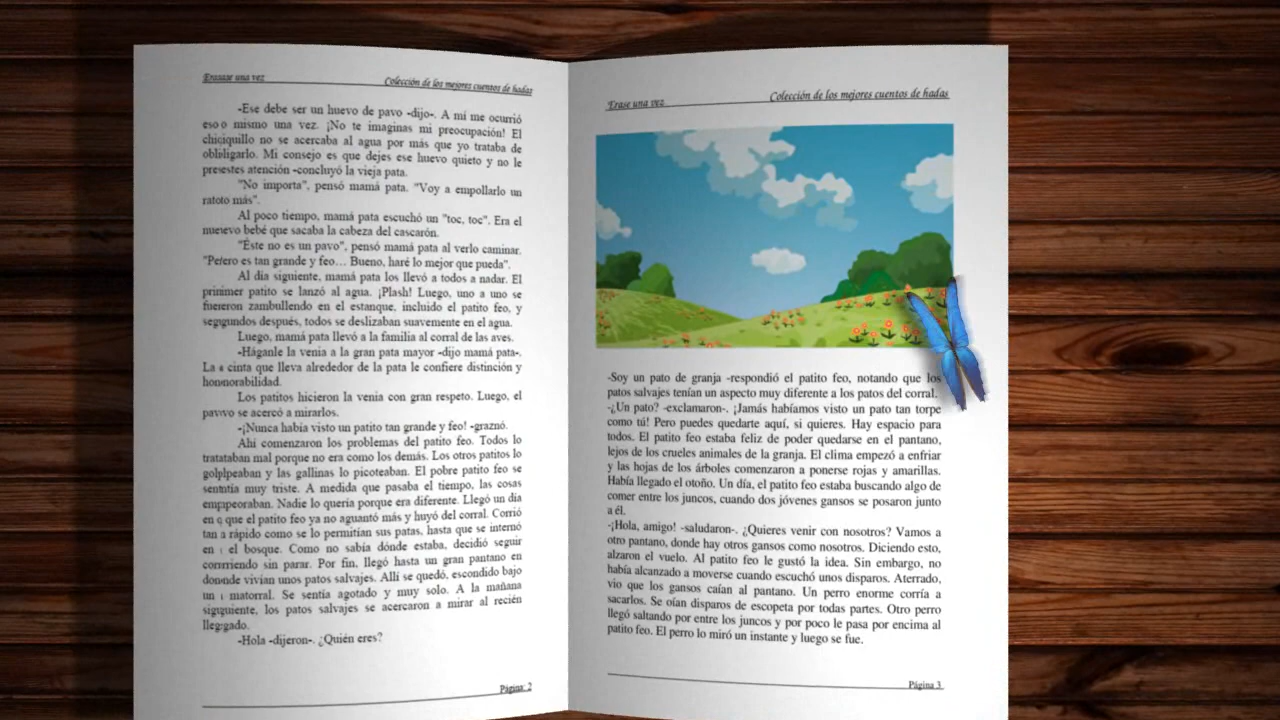 Erasase una vez Colección de los mejores cuentos de hadas
-Ese debe ser un huevo de pavo -dijo-. A mí me ocurrió
eso o mismo una vez. ¡No te imaginas mi preocupación! El
chiciquillo no se acercaba al agua por más que yo trataba de
oblibligarlo. Mi consejo es que dejes ese huevo quieto y no le
presestes atención -concluyó la vieja pata.
"No importa", pensó mamá pata. "Voy a empollarlo un
ratoto más".
Al poco tiempo, mamá pata escuchó un "toc, toc". Era el
nueuevo bebé que sacaba la cabeza del cascarón.
"Éste no es un pavo", pensó mamá pata al verlo caminar.
"Pero es tan grande y feo… Bueno, haré lo mejor que pueda".
Al día siguiente, mamá pata los llevó a todos a nadar. El
prinimer patito se lanzó al agua. ¡Plash! Luego, uno a uno se
fueieron zambullendo en el estanque, incluido el patito feo, y
segigundos después, todos se deslizaban suavemente en el agua.
Luego, mamá pata llevó a la familia al corral de las aves.
-Háganle la venia a la gran pata mayor -dijo mamá pata-.
La cinta que lleva alrededor de la pata le confiere distinción y
hononorabilidad.
Los patitos hicieron la venia con gran respeto. Luego, el
pavovo se acercó a mirarlos.
-¡Nunca había visto un patito tan grande y feo! -graznó.
Ahí comenzaron los problemas del patito feo. Todos lo
tratataban mal porque no era como los demás. Los otros patitos lo
golplpeaban y las gallinas lo picoteaban. El pobre patito feo se
sentntía muy triste. A medida que pasaba el tiempo, las cosas
empmpeoraban. Nadie lo quería porque era diferente. Llegó un día
en q que el patito feo ya no aguantó más y huyó del corral. Corrió
tan a rápido como se lo permitían sus patas, hasta que se internó
en el bosque. Como no sabía dónde estaba, decidió seguir
corrrriendo sin parar. Por fin, llegó hasta un gran pantano en
dononde vivían unos patos salvajes. Allí se quedó, escondido bajo
un matorral. Se sentía agotado y muy solo. A la mañana
sigiguiente, los patos salvajes se acercaron a mirar al recién
llegegado.
-Hola -dijeron-. ¿Quién eres?
Página: 2
Erase una vez Colección de los mejores cuentos de hadas
-Soy un pato de granja -respondió el patito feo, notando que los
patos salvajes tenían un aspecto muy diferente a los patos del corral.
-¿Un pato? -exclamaron-. ¡Jamás habíamos visto un pato tan torpe
como tú! Pero puedes quedarte aquí, si quieres. Hay espacio para
todos. El patito feo estaba feliz de poder quedarse en el pantano,
lejos de los crueles animales de la granja. El clima empezó a enfriar
y las hojas de los árboles comenzaron a ponerse rojas y amarillas.
Había llegado el otoño. Un día, el patito feo estaba buscando algo de
comer entre los juncos, cuando dos jóvenes gansos se posaron junto
a él.
-¡Hola, amigo! -saludaron-. ¿Quieres venir con nosotros? Vamos a
otro pantano, donde hay otros gansos como nosotros. Diciendo esto,
alzaron el vuelo. Al patito feo le gustó la idea. Sin embargo, no
había alcanzado a moverse cuando escuchó unos disparos. Aterrado,
vio que los gansos caían al pantano. Un perro enorme corría a
sacarlos. Se oían disparos de escopeta por todas partes. Otro perro
llegó saltando por entre los juncos y por poco le pasa por encima al
patito feo. El perro lo miró un instante y luego se fue.
Página 3